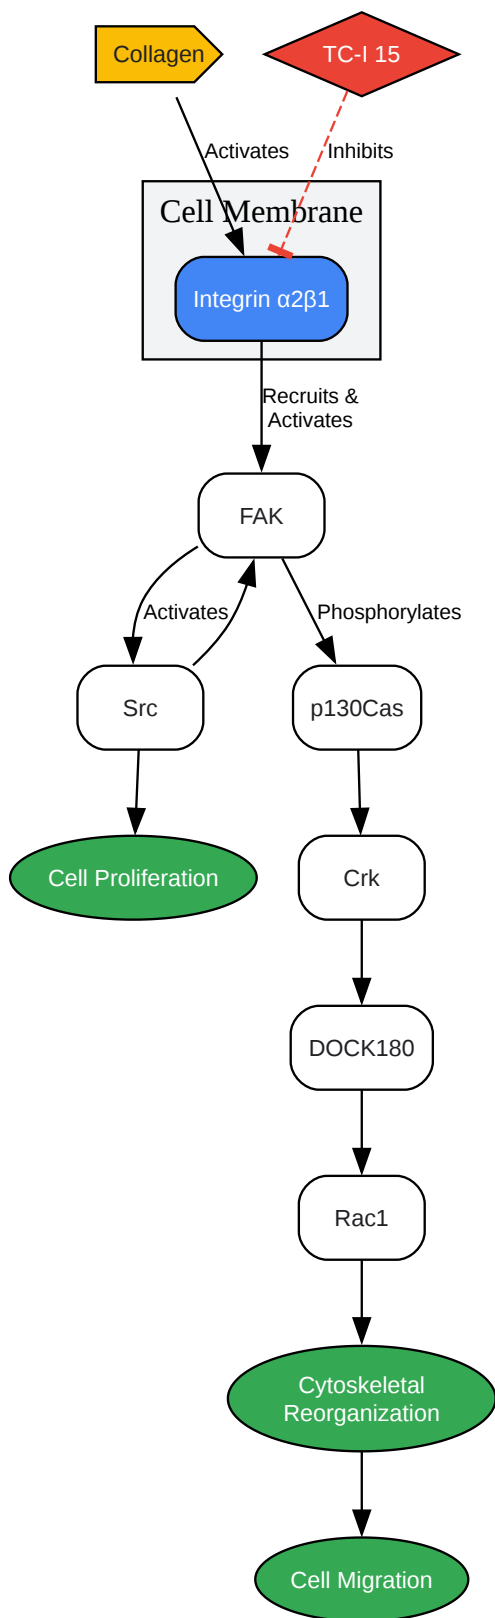 Collagen
TC-I 15
Activates
Inhibits
Cell Membrane
Integrin α2β1
Recruits &
Activates
FAK
Activates
Phosphorylates
Src
p130Cas
Cell Proliferation
Crk
DOCK180
Rac1
Cytoskeletal
Reorganization
Cell Migration